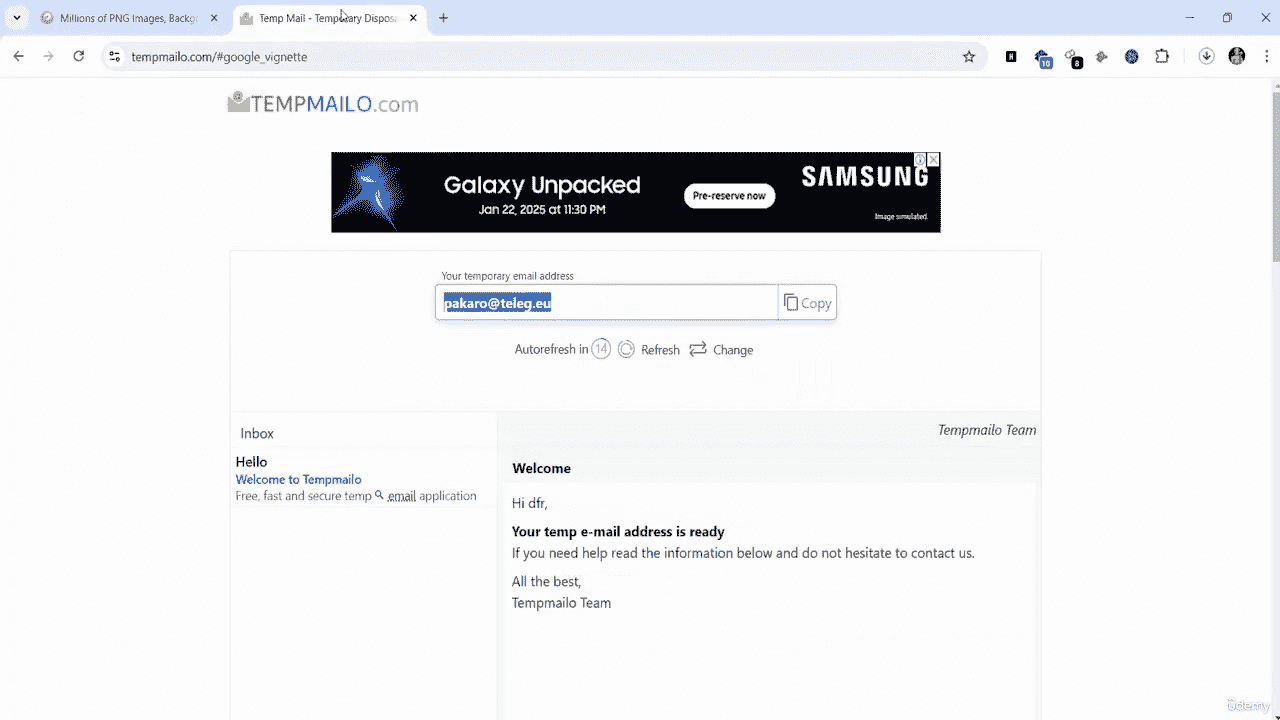 Millions of PNG Images, Backg
Temp Mail - Temporary Disposa
tempmailo.com/#google_vignette
10
8
TEMPMAILO.com
Galaxy Unpacked
Jan 22, 2025 at 11:30 PM
Pre-reserve now
SAMSUNG
Image simulated.
Your temporary email address
pakaro@teleg.eu
Copy
Autorefresh in 14 Refresh Change
Inbox
Tempmailo Team
Hello
Welcome to Tempmailo
Free, fast and secure temp email application
Welcome
Hi dfr,
Your temp e-mail address is ready
If you need help read the information below and do not hesitate to contact us.
All the best,
Tempmailo Team
Udemy